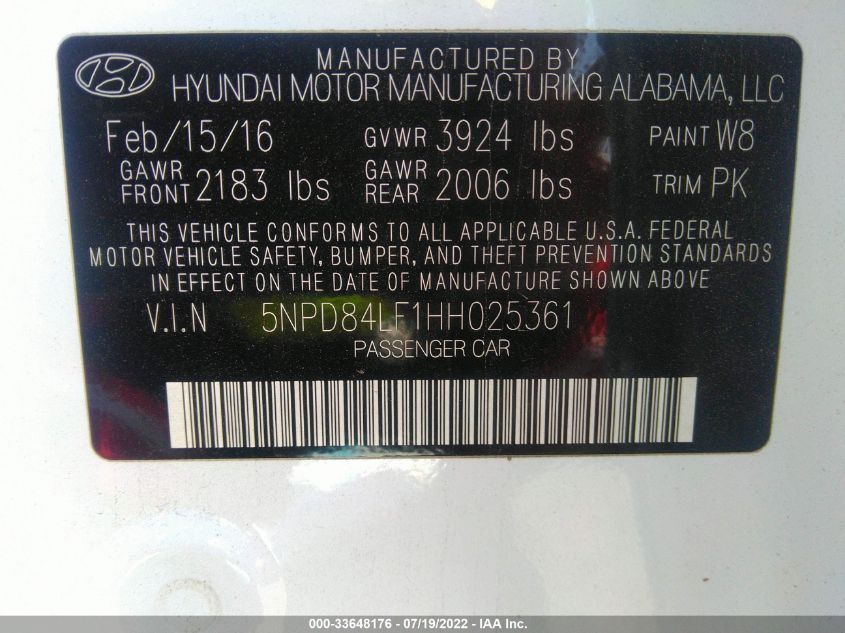 MANUFACTURED BY
HYUNDAI MOTOR MANUFACTURING ALABAMA, LLC
Feb/15/16 GVWR 3924 lbs PAINT W8
GAWR FRONT 2183 lbs GAWR REAR 2006 lbs TRIM PK
THIS VEHICLE CONFORMS TO ALL APPLICABLE U.S.A. FEDERAL
MOTOR VEHICLE SAFETY, BUMPER, AND THEFT PREVENTION STANDARDS
IN EFFECT ON THE DATE OF MANUFACTURE SHOWN ABOVE
V.I.N 5NPD84LF1HH025361
PASSENGER CAR
000-33648176 - 07/19/2022 - IAA Inc.